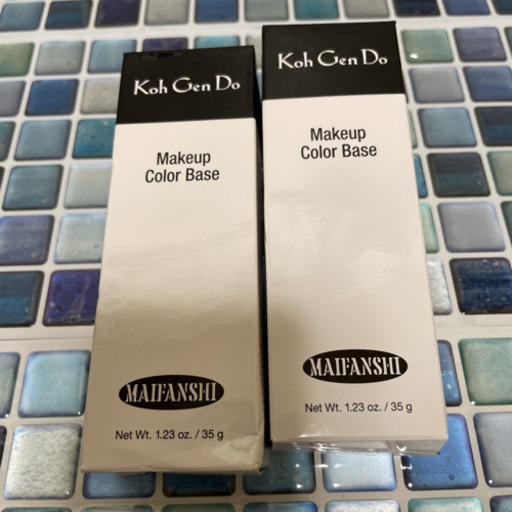 Koh Gen Do
Makeup
Color Base
MAIFANSHI
Net Wt. 1.23 oz. / 35 g
Koh Gen Do
Makeup
Color Base
MAIFANSHI
Net Wt. 1.23 oz. / 35 g